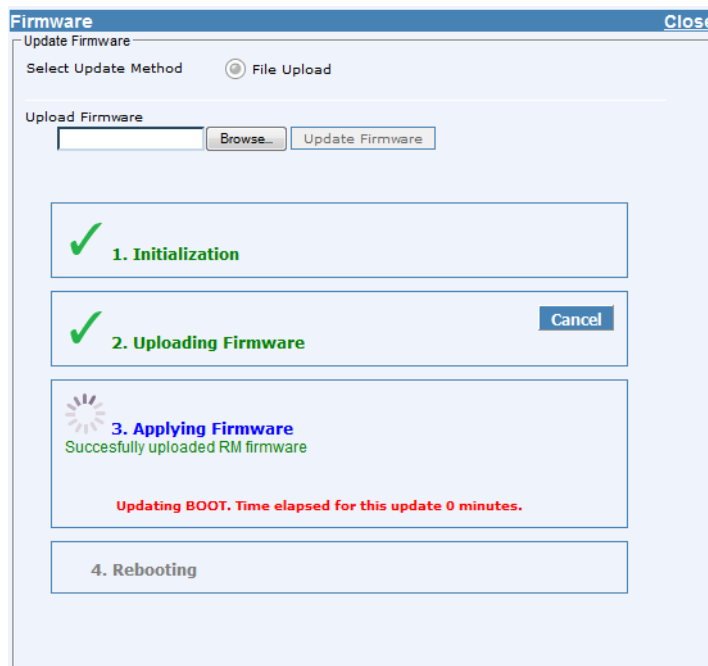 Firmware Close
Update Firmware
Select Update Method File Upload
Upload Firmware
Browse... Update Firmware
1. Initialization
Cancel
2. Uploading Firmware
3. Applying Firmware
Succesfully uploaded RM firmware
Updating BOOT. Time elapsed for this update 0 minutes.
4. Rebooting